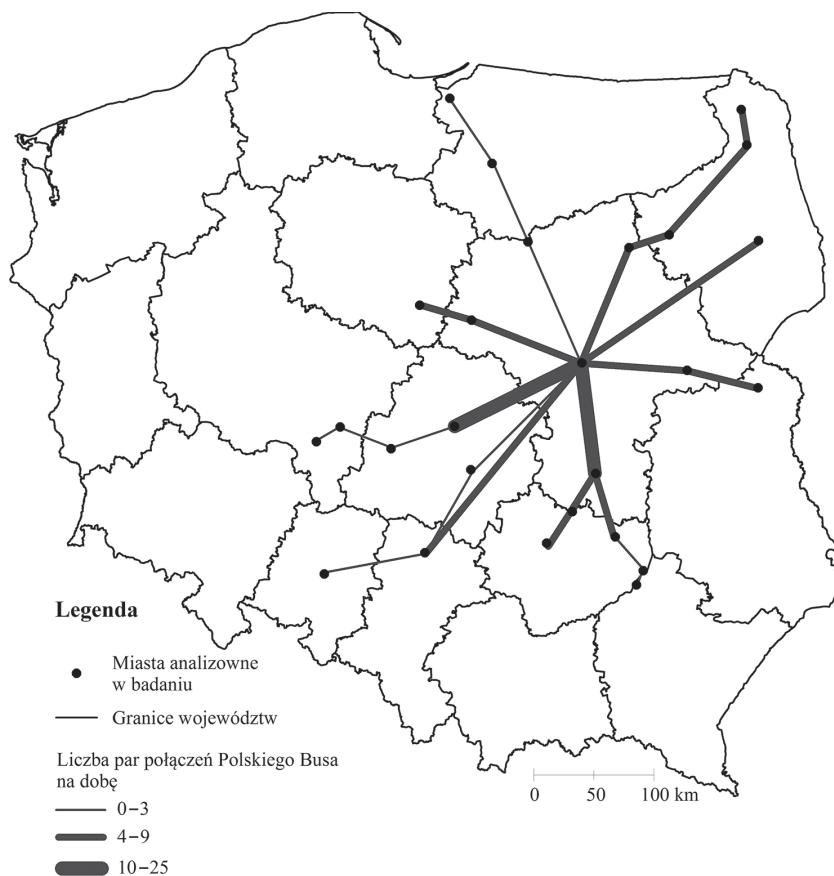 Legenda
Miasta analizowne
w badaniu
Granice województw
Liczba par połączeń Polskiego Busa
na dobę
0–3
4–9
10–25
0 50 100 km